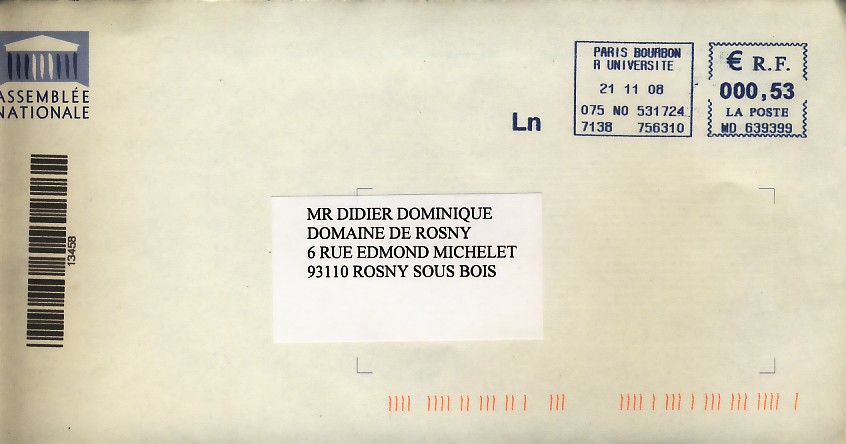 ASSEMBLÉE
NATIONALE
13458
Ln
PARIS BOURBON
R UNIVERSITE
21 11 08
075 NO 531724
7138 756310
€ R.F.
000,53
LA POSTE
MD 639399
MR DIDIER DOMINIQUE
DOMAINE DE ROSNY
6 RUE EDMOND MICHELET
93110 ROSNY SOUS BOIS